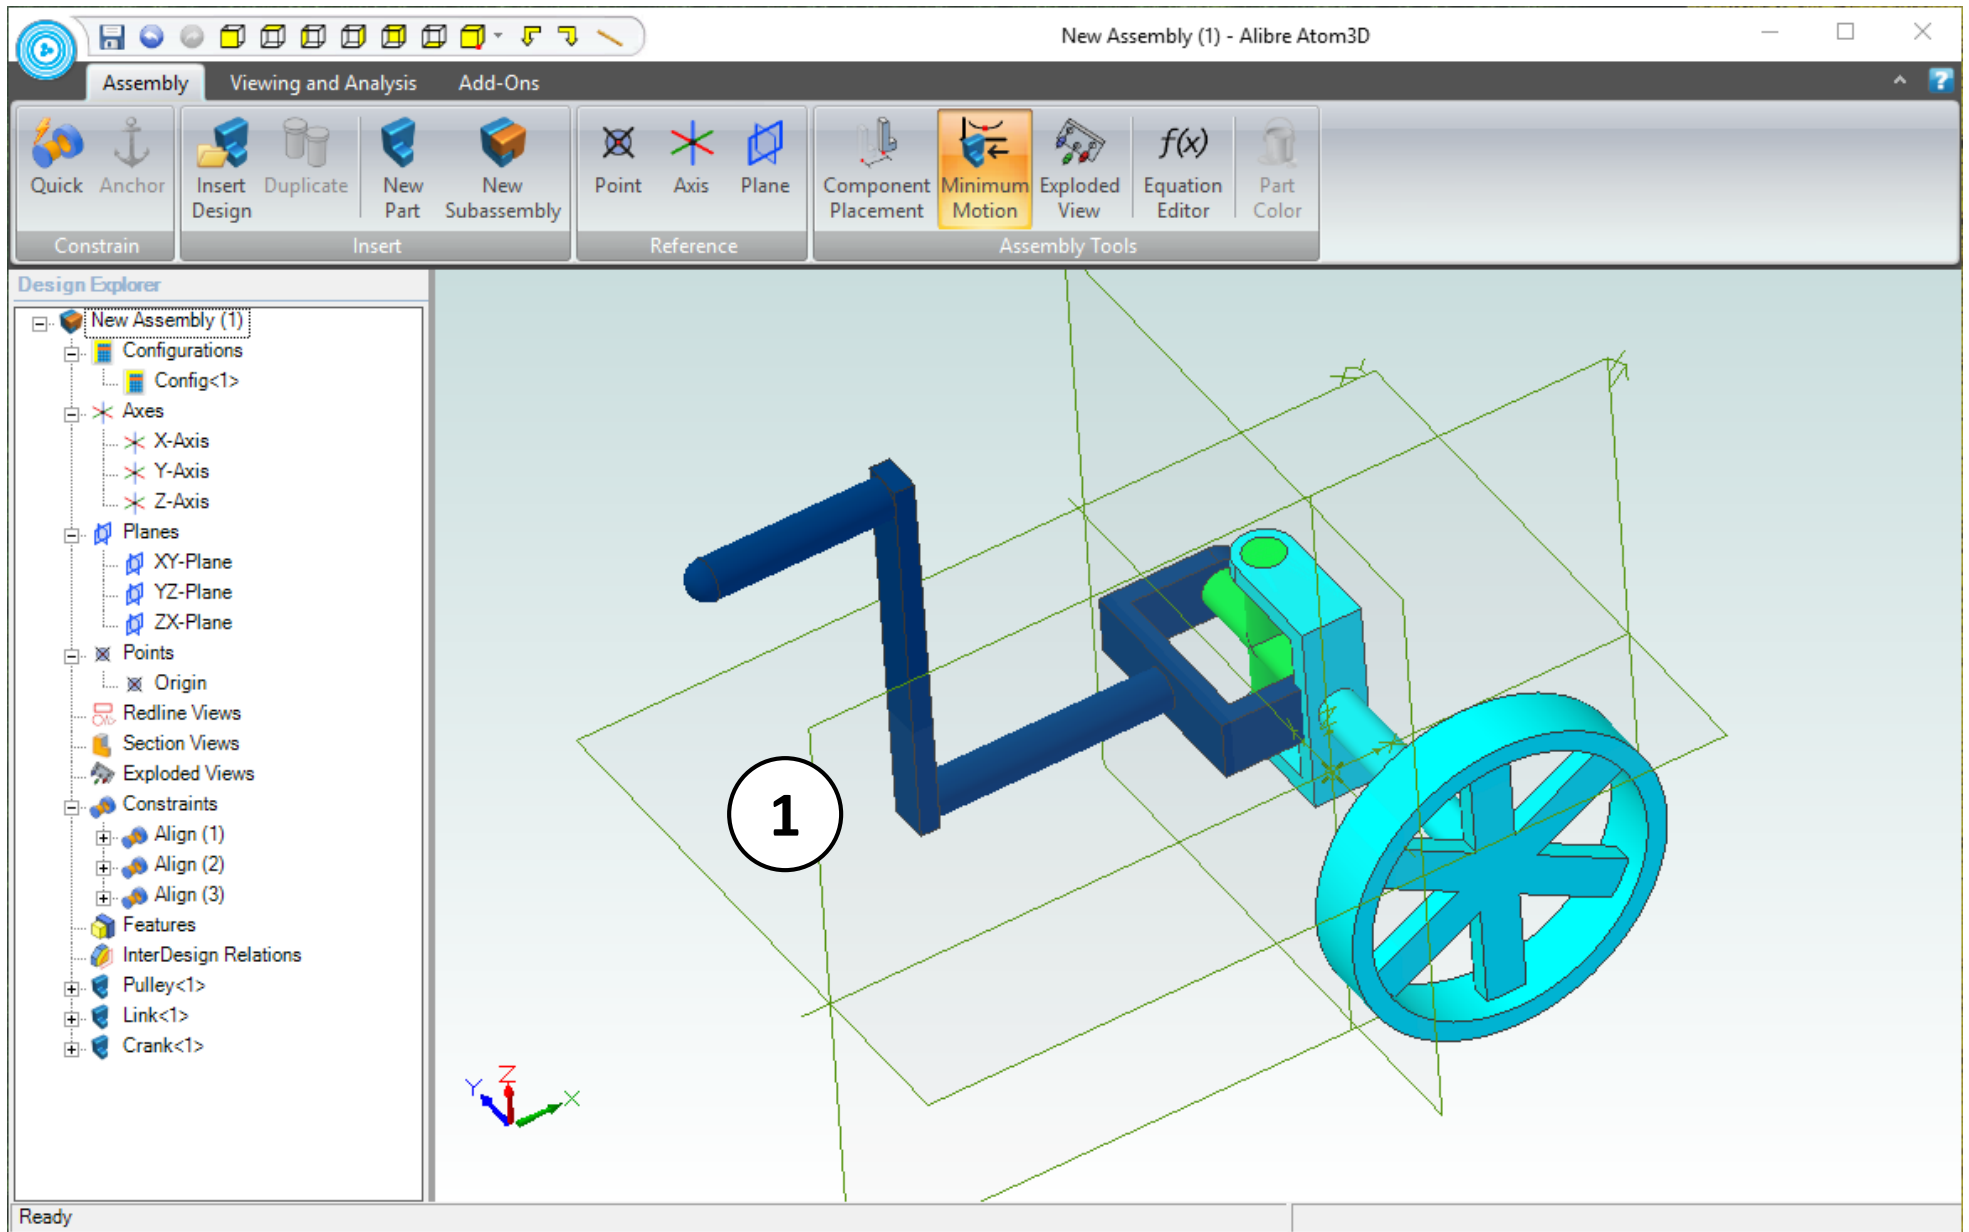 New Assembly (1) - Alibre Atom3D
Assembly Viewing and Analysis Add-Ons
Quick Anchor Insert Design Duplicate New Part New Subassembly Point Axis Plane Component Placement Minimum Motion Exploded View f(x) Equation Editor Part Color
Constrain Insert Reference Assembly Tools
Design Explorer
New Assembly (1)
Configurations
Config<1>
Axes
X-Axis
Y-Axis
Z-Axis
Planes
XY-Plane
YZ-Plane
ZX-Plane
Points
Origin
Redline Views
Section Views
Exploded Views
Constraints
Align (1)
Align (2)
Align (3)
Features
InterDesign Relations
Pulley<1>
Link<1>
Crank<1>
1
Z
Y X
Ready